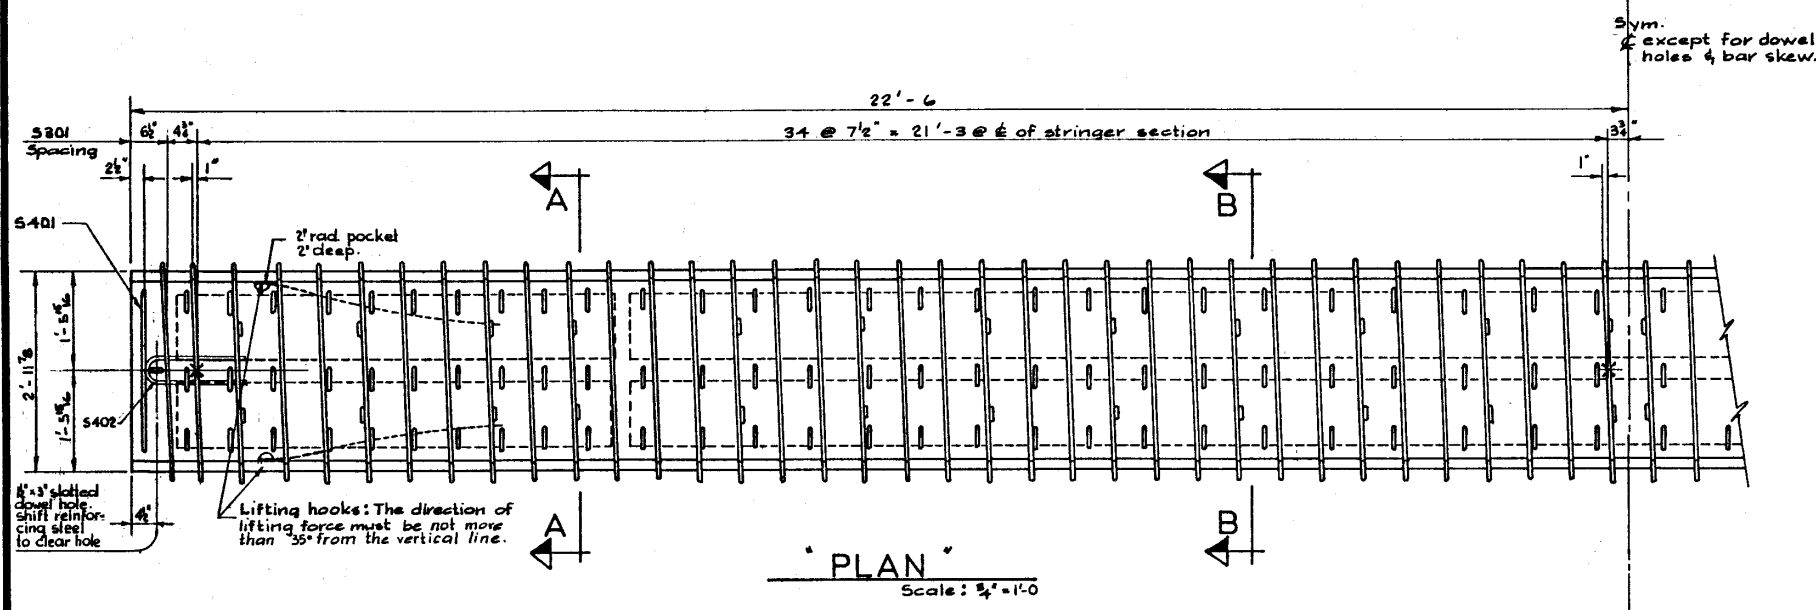 Sym.
℄ except for dowel
holes & bar skew.
22'-6
S301
Spacing
6½"
4¾"
34 @ 7½" = 21'-3 @ ℄ of stringer section
3¾"
2½"
1"
1"
A
B
S401
2" rad. pocket
2" deep.
2'-11⅞
1'-5 15/16
1'-5 15/16
S402
1½" x 3" slotted
dowel hole.
shift reinfor-
cing steel
to clear hole
4½"
Lifting hooks: The direction of
lifting force must be not more
than 35° from the vertical line.
A
B
" PLAN "
Scale: ¾" = 1'-0